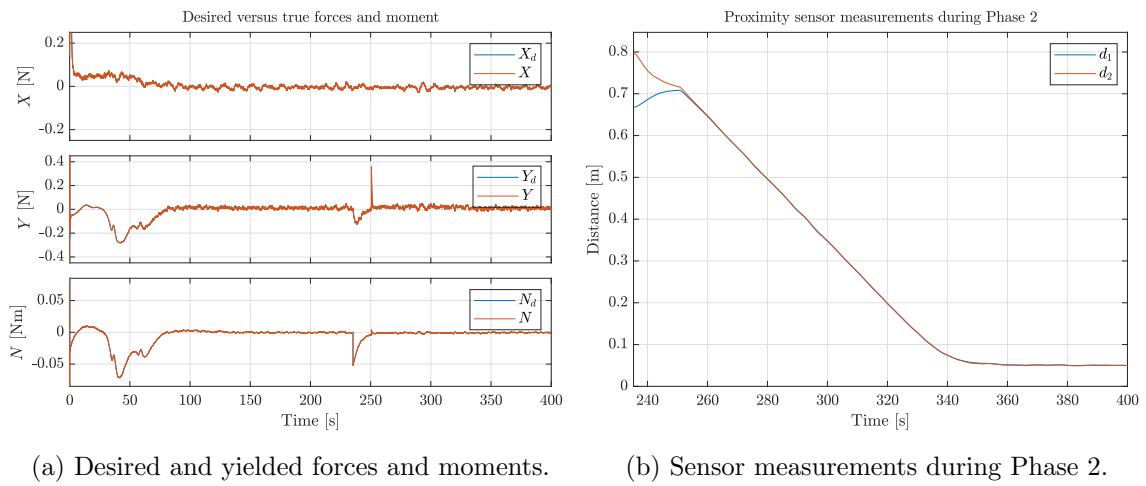 Desired versus true forces and moment
0.2
0
-0.2
X [N]
X_d
X
0.4
0.2
0
-0.2
-0.4
Y [N]
Y_d
Y
0.05
0
-0.05
N [Nm]
N_d
N
0 50 100 150 200 250 300 350 400
Time [s]
(a) Desired and yielded forces and moments.
Proximity sensor measurements during Phase 2
0.8
0.7
0.6
0.5
0.4
0.3
0.2
0.1
0
Distance [m]
d_1
d_2
240 260 280 300 320 340 360 380 400
Time [s]
(b) Sensor measurements during Phase 2.